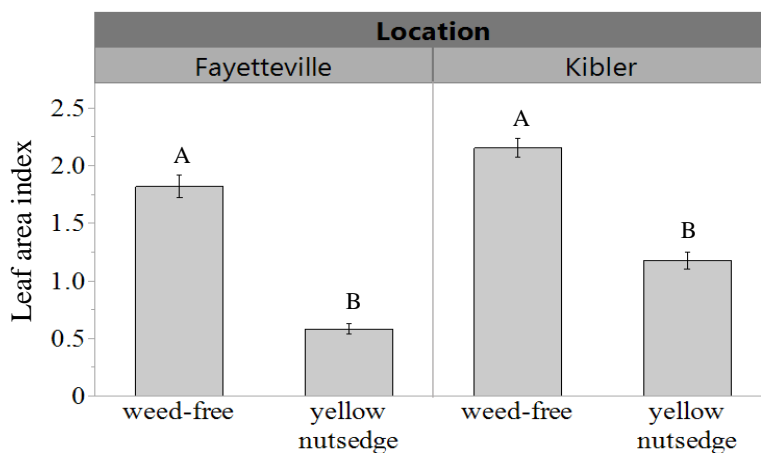 Location
Fayetteville Kibler
Leaf area index
2.5
2.0
1.5
1.0
0.5
0
A
B
A
B
weed-free yellow weed-free yellow
nutsedge nutsedge